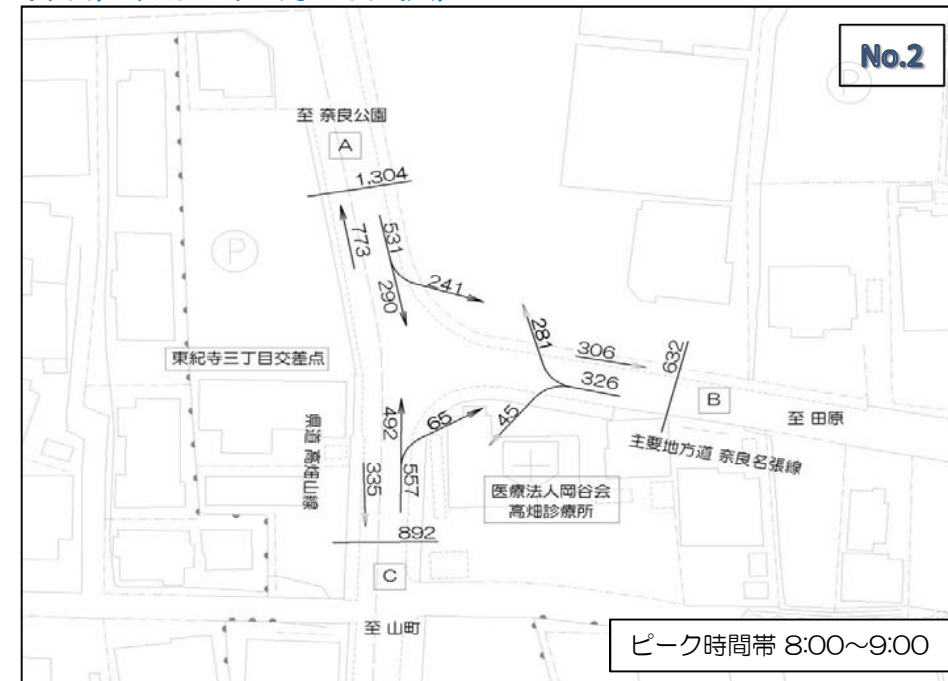 No.2
P
至 奈良公園
A
1,304
773
531
290
241
P
281
306
632
326
東紀寺三丁目交差点
B
至 田原
492
65
45
主要地方道 奈良名張線
県道 高畑山線
335
557
医療法人岡谷会
高畑診療所
892
C
至 山町
ピーク時間帯 8:00～9:00